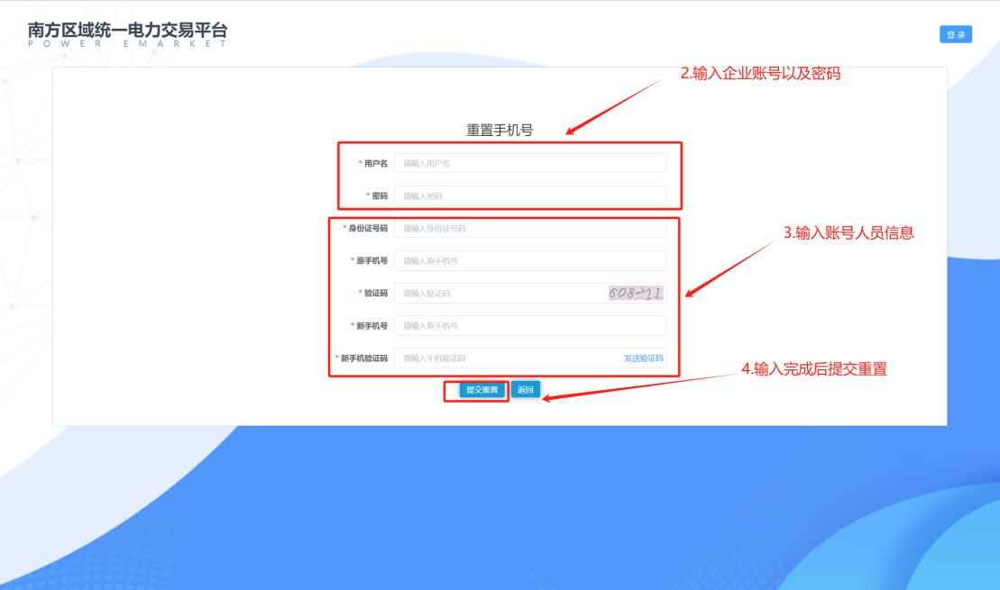 南方区域统一电力交易平台
POWER EMARKET
登录
2.输入企业账号以及密码
重置手机号
* 用户名 请输入用户名
* 密码 请输入密码
* 身份证号码 请输入身份证号码
3.输入账号人员信息
* 原手机号 请输入原手机号
* 验证码 请输入验证码
* 新手机号 请输入新手机号
* 新手机验证码 请输入手机验证码 发送验证码
4.输入完成后提交重置
提交重置 返回